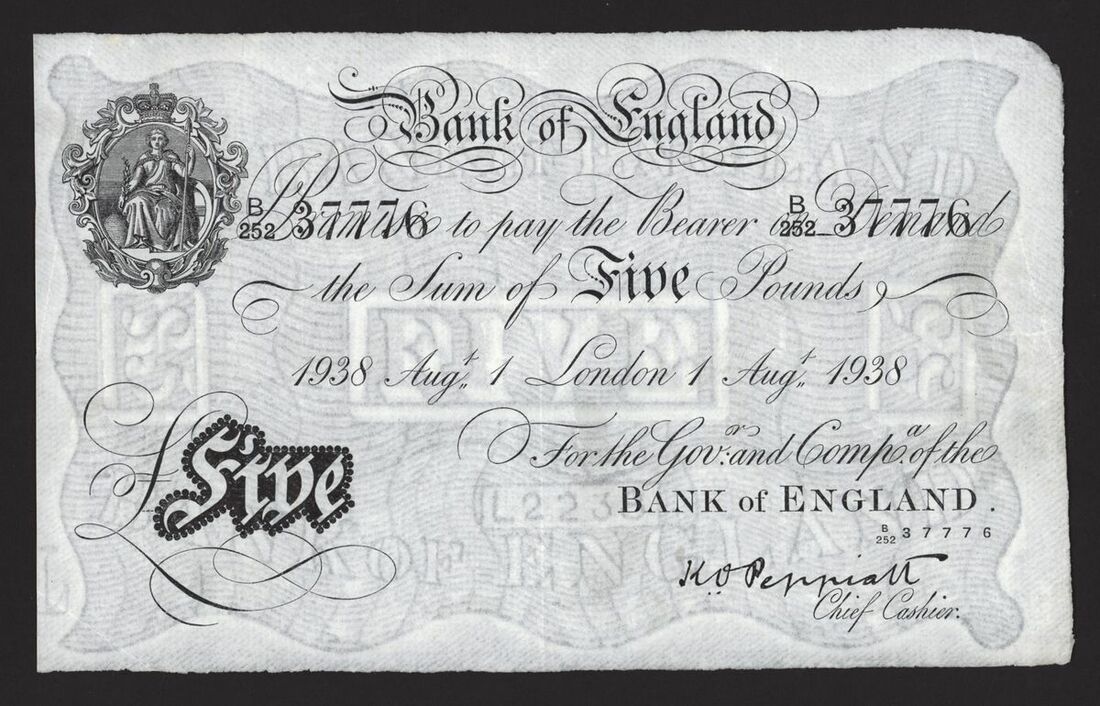 Bank of England
B 252 37776 I Promise to pay the Bearer on Demand B 252 37776
the Sum of Five Pounds
1938 Augt. 1 London 1 Augt. 1938
For the Govr. and Compa. of the
£ Five
BANK of ENGLAND.
B 252 37776
K O Peppiatt
Chief Cashier.
FIVE
L223